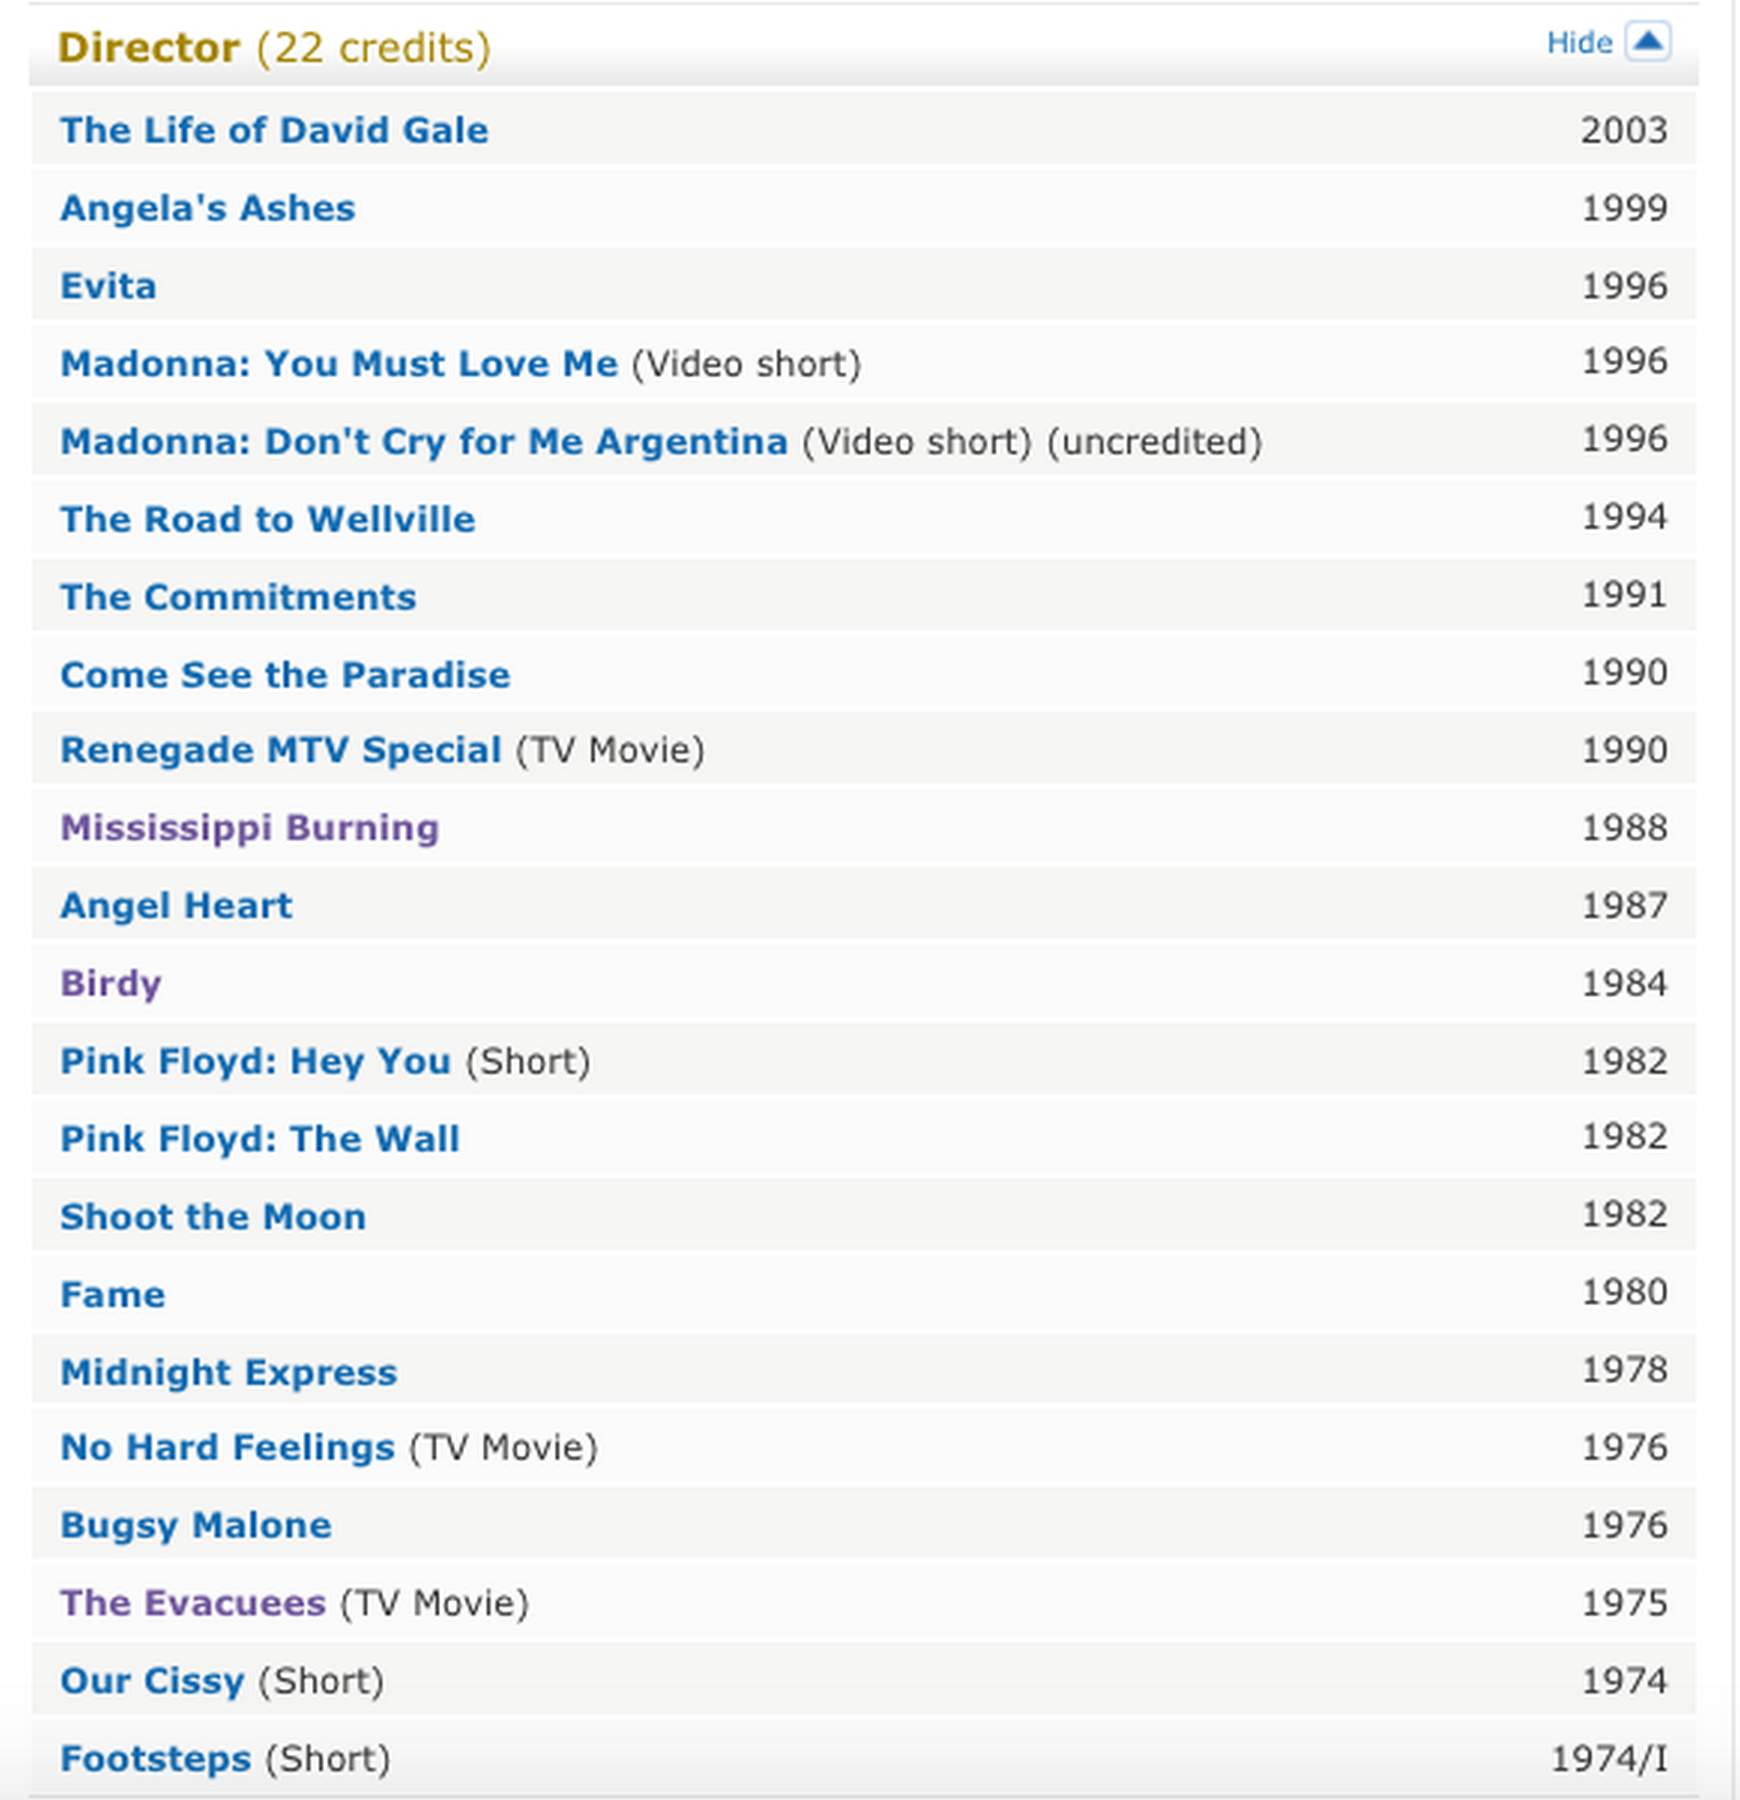 Director (22 credits) Hide
The Life of David Gale 2003
Angela's Ashes 1999
Evita 1996
Madonna: You Must Love Me (Video short) 1996
Madonna: Don't Cry for Me Argentina (Video short) (uncredited) 1996
The Road to Wellville 1994
The Commitments 1991
Come See the Paradise 1990
Renegade MTV Special (TV Movie) 1990
Mississippi Burning 1988
Angel Heart 1987
Birdy 1984
Pink Floyd: Hey You (Short) 1982
Pink Floyd: The Wall 1982
Shoot the Moon 1982
Fame 1980
Midnight Express 1978
No Hard Feelings (TV Movie) 1976
Bugsy Malone 1976
The Evacuees (TV Movie) 1975
Our Cissy (Short) 1974
Footsteps (Short) 1974/I